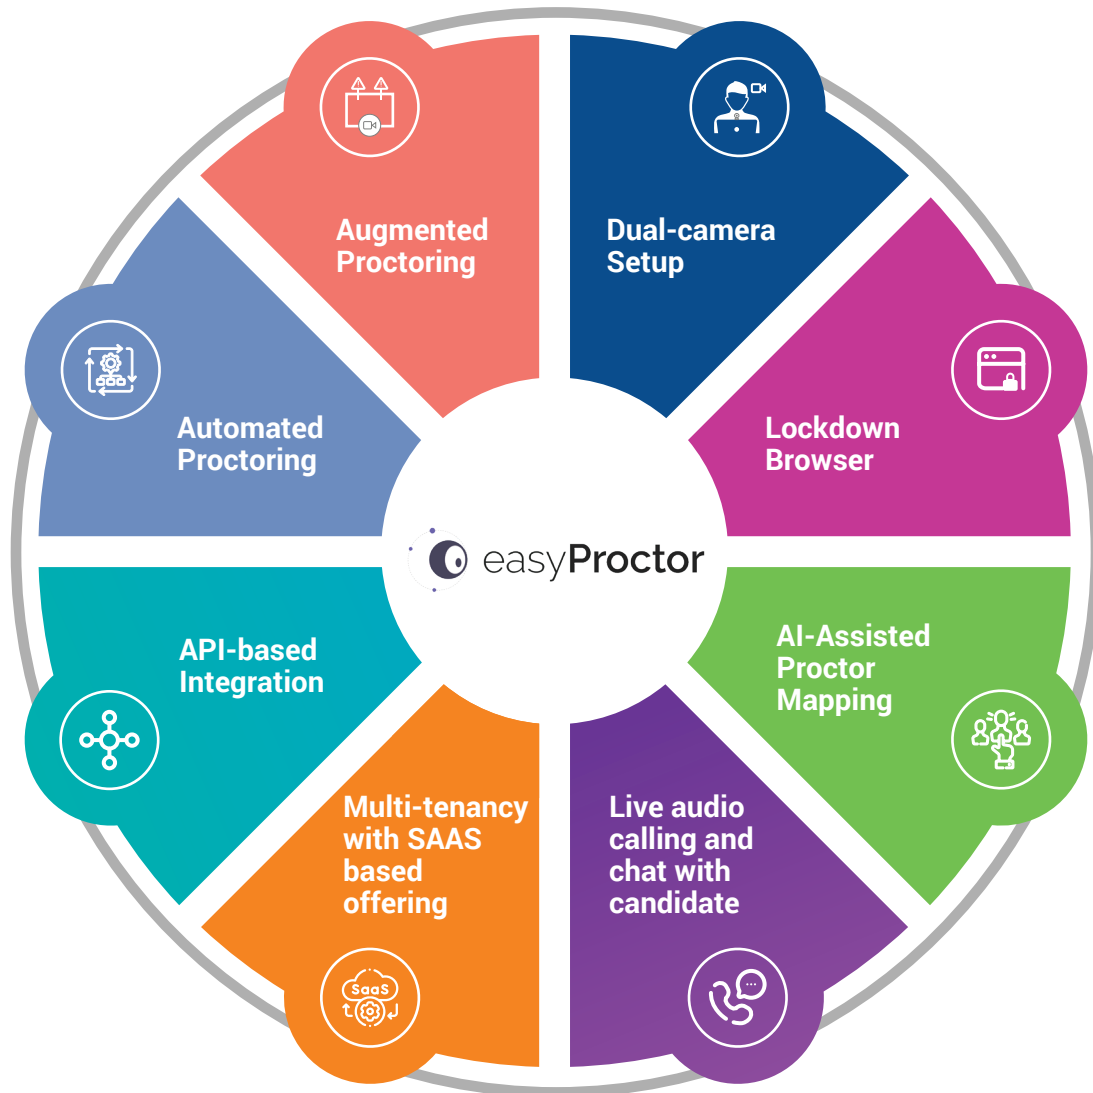 Augmented
Proctoring
Dual-camera
Setup
Lockdown
Browser
AI-Assisted
Proctor
Mapping
Live audio
calling and
chat with
candidate
Multi-tenancy
with SAAS
based
offering
SaaS
API-based
Integration
Automated
Proctoring
easyProctor